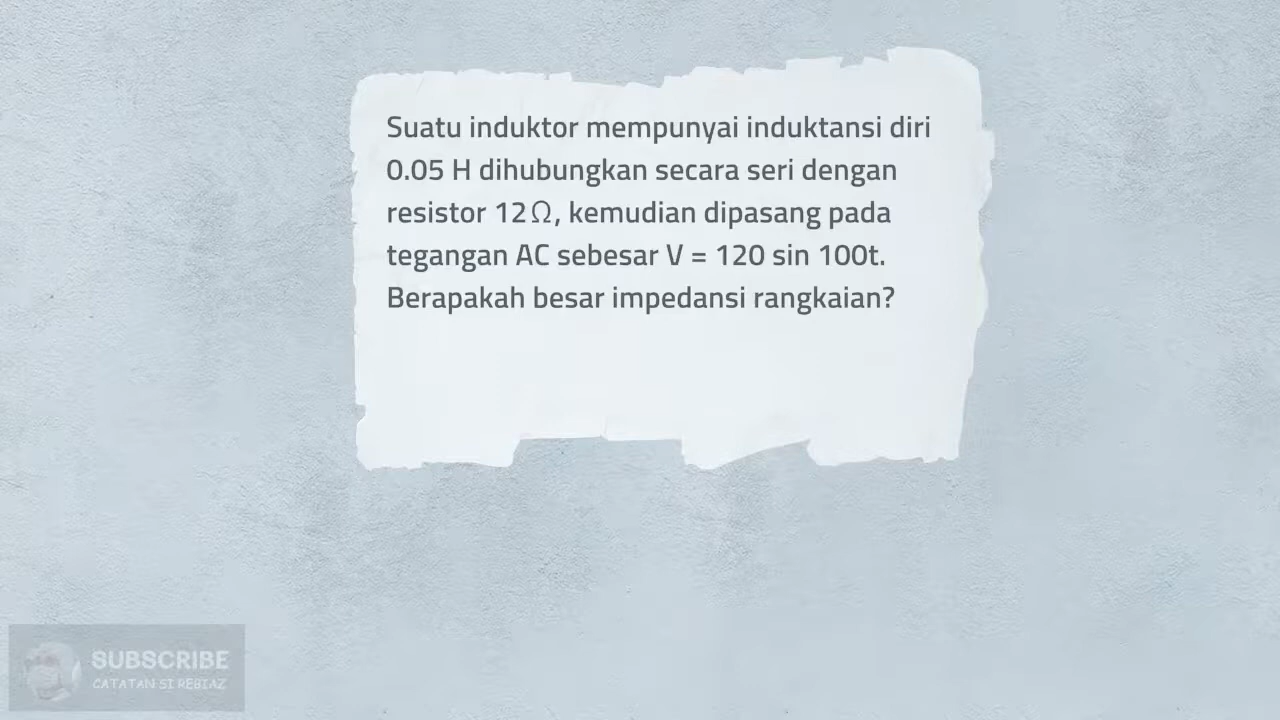 Suatu induktor mempunyai induktansi diri
0.05 H dihubungkan secara seri dengan
resistor 12Ω, kemudian dipasang pada
tegangan AC sebesar V = 120 sin 100t.
Berapakah besar impedansi rangkaian?
SUBSCRIBE
CATATAN SI REBIAZ